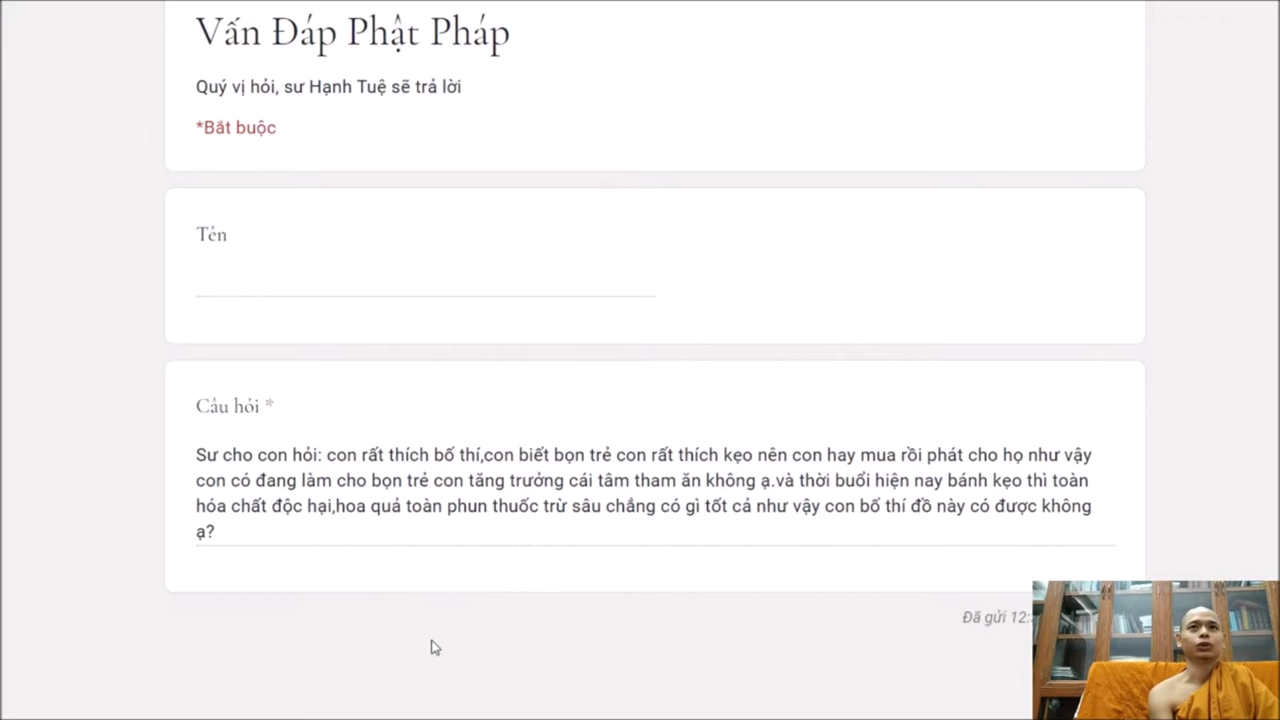 Vấn Đáp Phật Pháp
Quý vị hỏi, sư Hạnh Tuệ sẽ trả lời
*Bắt buộc
Tên
Câu hỏi *
Sư cho con hỏi: con rất thích bố thí,con biết bọn trẻ con rất thích kẹo nên con hay mua rồi phát cho họ như vậy
con có đang làm cho bọn trẻ con tăng trưởng cái tâm tham ăn không ạ.và thời buổi hiện nay bánh kẹo thì toàn
hóa chất độc hại,hoa quả toàn phun thuốc trừ sâu chẳng có gì tốt cả như vậy con bố thí đồ này có được không
ạ?
Đã gửi 12: